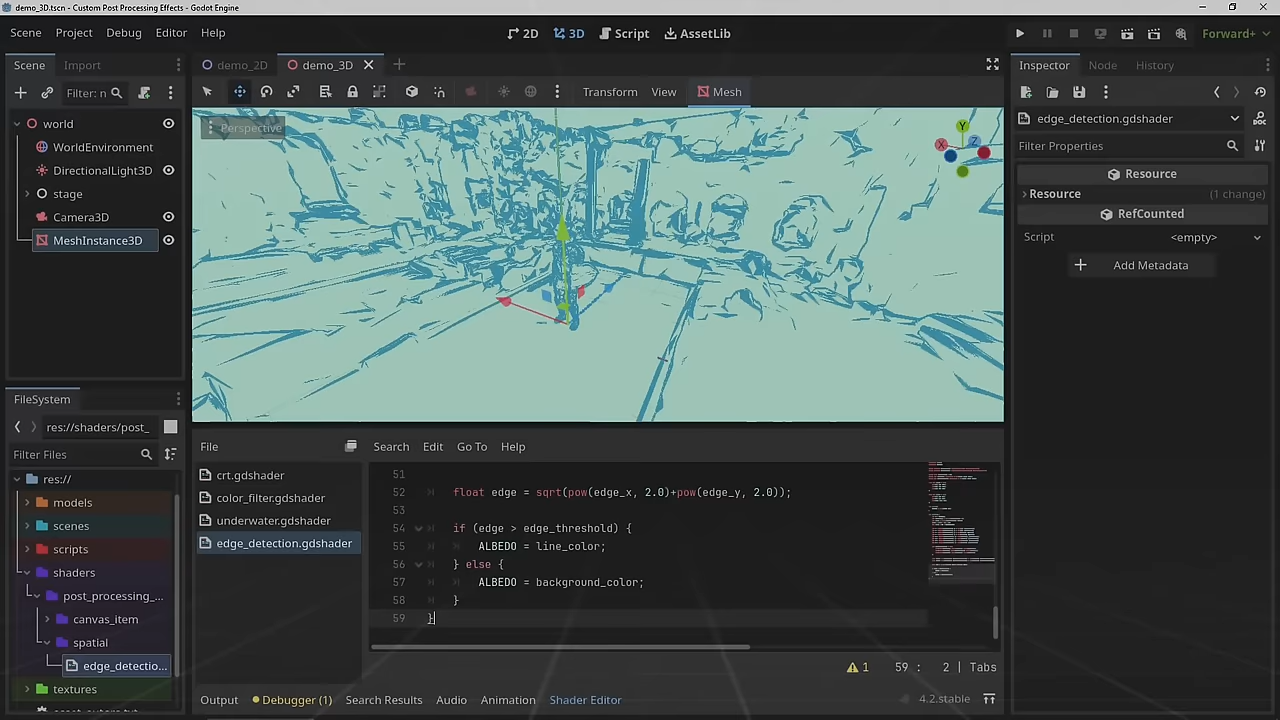 demo_3D.tscn - Custom Post Processing Effects - Godot Engine
Scene Project Debug Editor Help
2D 3D Script AssetLib
Forward+
Scene Import
Filter: n
world
WorldEnvironment
DirectionalLight3D
stage
Camera3D
MeshInstance3D
FileSystem
res://shaders/post_
Filter Files
res://
models
scenes
scripts
shaders
post_processing_...
canvas_item
spatial
edge_detectio...
textures
demo_2D demo_3D
Transform View Mesh
Perspective
Y
X
Z
File
Search Edit Go To Help
crt.gdshader
color_filter.gdshader
underwater.gdshader
edge_detection.gdshader
51
52 float edge = sqrt(pow(edge_x, 2.0)+pow(edge_y, 2.0));
53
54 if (edge > edge_threshold) {
55 ALBEDO = line_color;
56 } else {
57 ALBEDO = background_color;
58 }
59 }
1 59 : 2 | Tabs
Output Debugger (1) Search Results Audio Animation Shader Editor
4.2.stable
Inspector Node History
edge_detection.gdshader
Filter Properties
Resource
Resource (1 change)
RefCounted
Script <empty>
Add Metadata